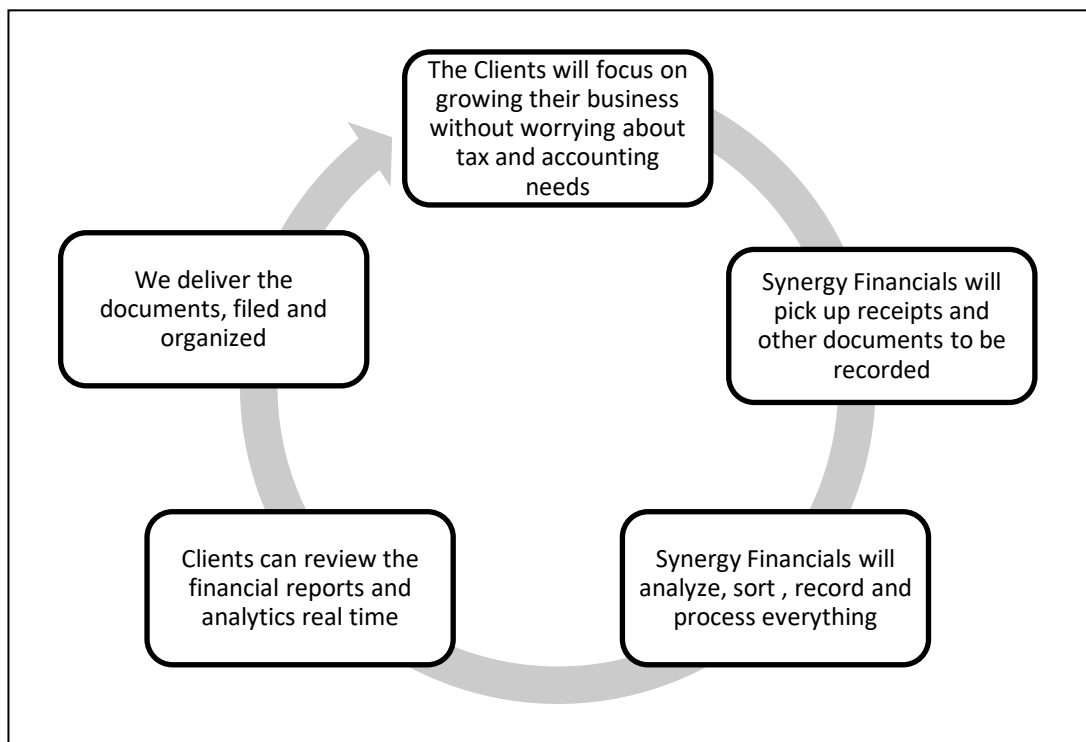 The Clients will focus on
growing their business
without worrying about
tax and accounting
needs
Synergy Financials will
pick up receipts and
other documents to be
recorded
Synergy Financials will
analyze, sort , record and
process everything
Clients can review the
financial reports and
analytics real time
We deliver the
documents, filed and
organized